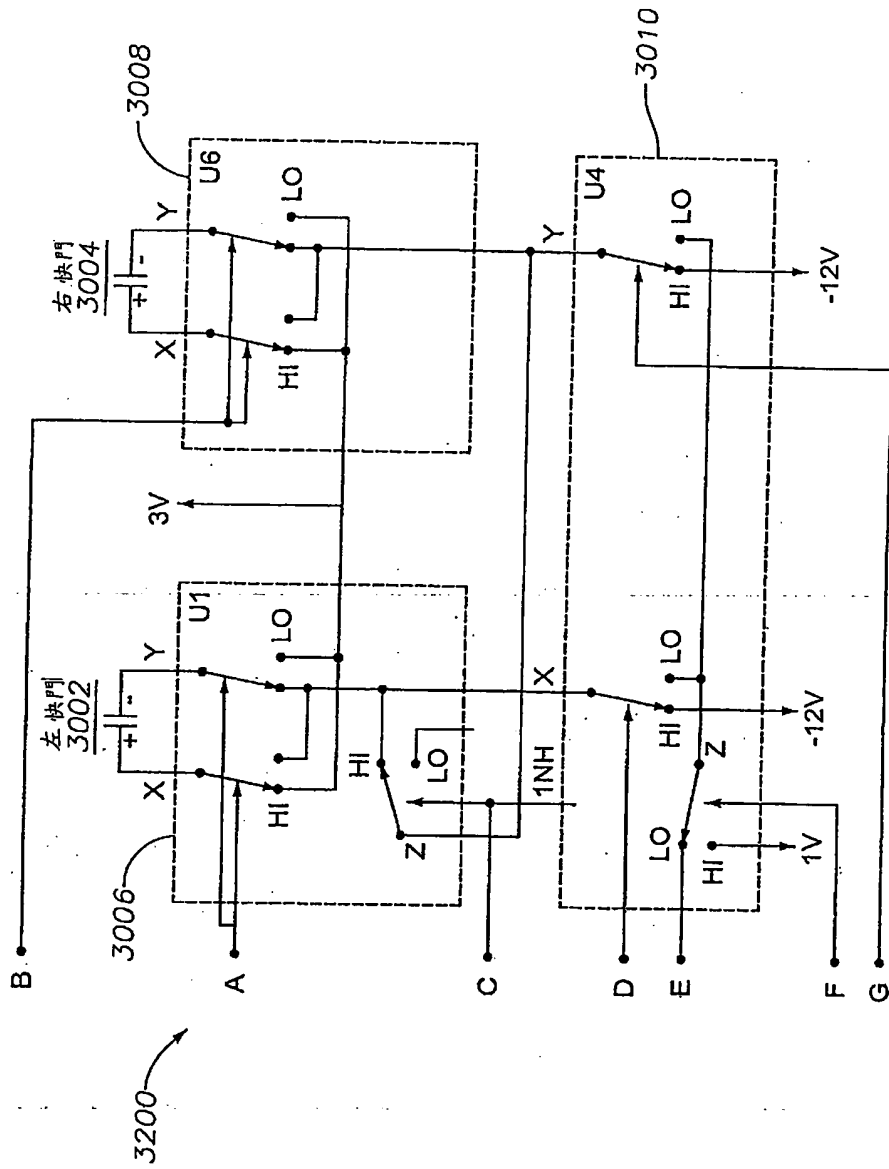 B
A
C
D
E
F
G
3200
3006
左快門
3002
+
-
X
Y
U1
HI
LO
HI
LO
Z
1NH
3V
右快門
3004
+
-
X
Y
U6
3008
HI
LO
X
Y
U4
3010
HI
LO
HI
LO
Z
LO
HI
1V
-12V
-12V